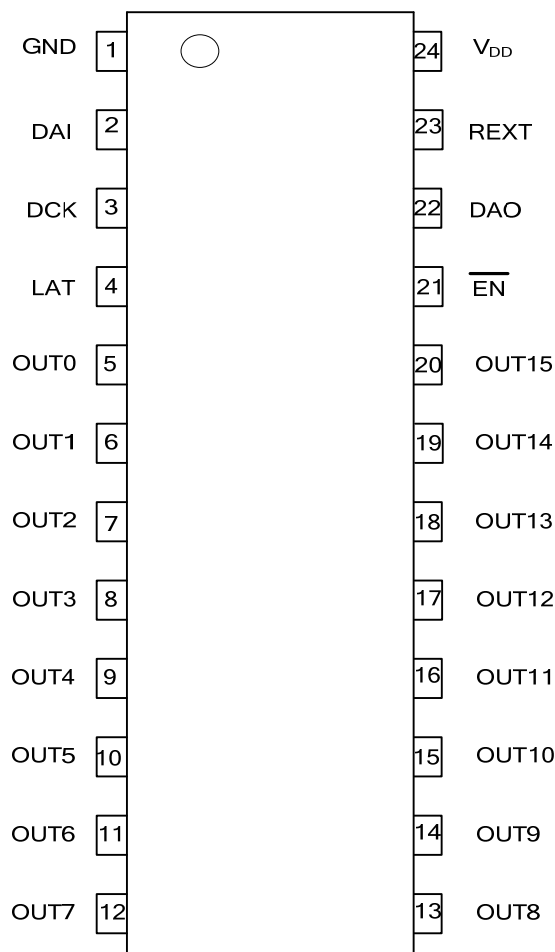 GND 1 24 V_DD
DAI 2 23 REXT
DCK 3 22 DAO
LAT 4 21 E̅N̅
OUT0 5 20 OUT15
OUT1 6 19 OUT14
OUT2 7 18 OUT13
OUT3 8 17 OUT12
OUT4 9 16 OUT11
OUT5 10 15 OUT10
OUT6 11 14 OUT9
OUT7 12 13 OUT8